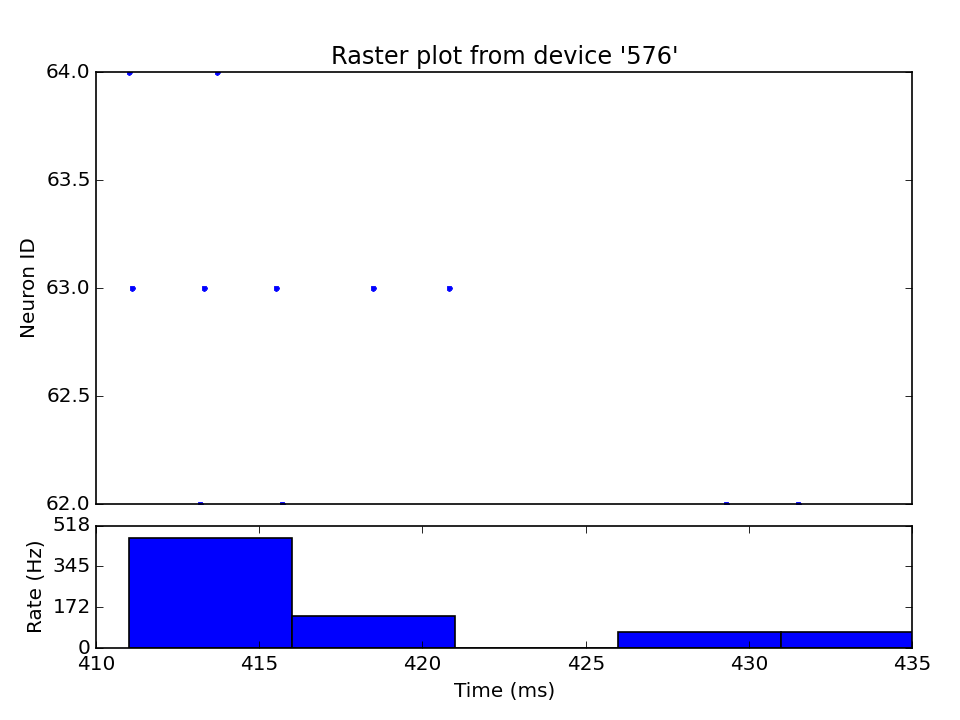 Raster plot from device '576'
64.0
63.5
63.0
62.5
62.0
Neuron ID
518
345
172
0
Rate (Hz)
410 415 420 425 430 435
Time (ms)